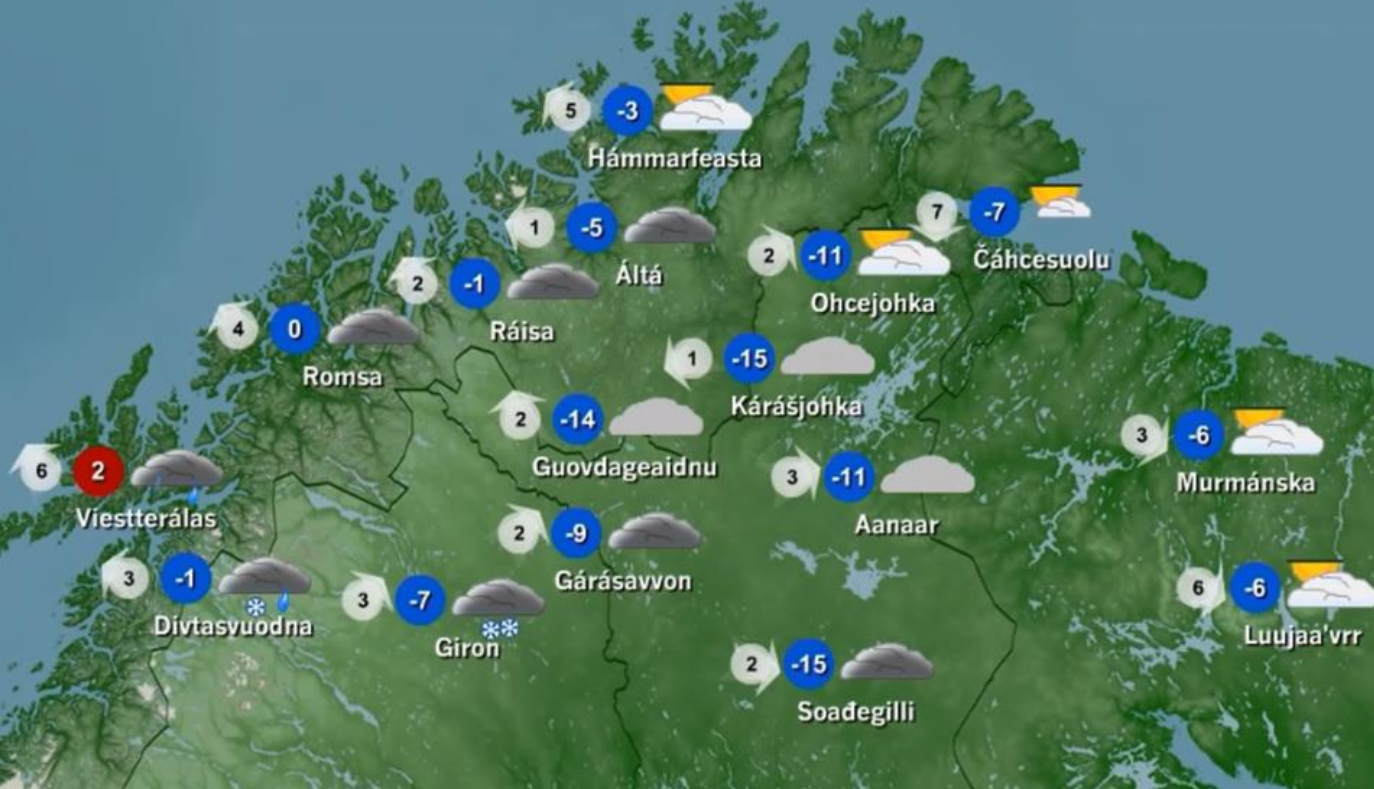 5 -3
Hámmarfeasta
7 -7
Čáhcesuolu
1 -5
Áltá
2 -11
Ohcejohka
2 -1
Ráisa
4 0
Romsa
1 -15
Kárášjohka
2 -14
Guovdageaidnu
3 -6
Murmánska
6 2
Viestterálas
3 -11
Aanaar
2 -9
Gárásavvon
3 -1
Divtasvuodna
3 -7
Giron
6 -6
Luujaa'vrr
2 -15
Soađegilli